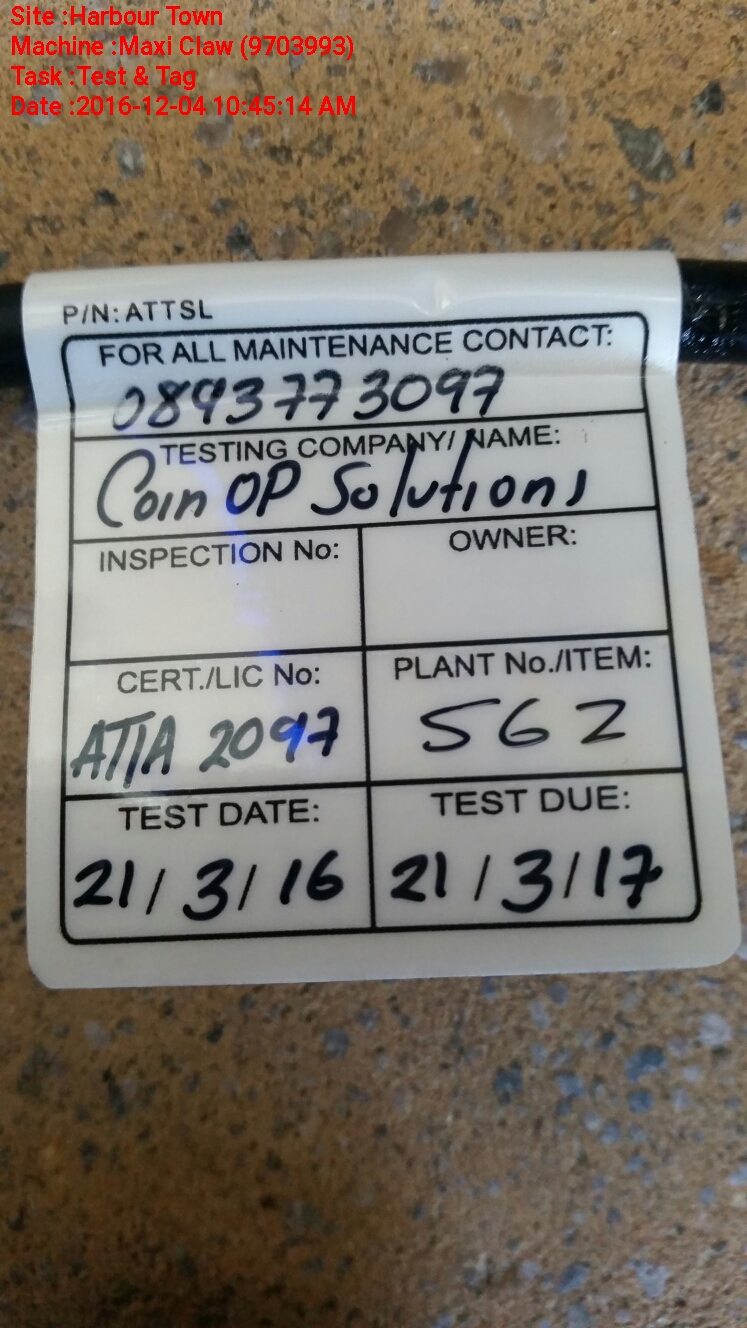 Site :Harbour Town
Machine :Maxi Claw (9703993)
Task :Test & Tag
Date :2016-12-04 10:45:14 AM
P/N: ATTSL
FOR ALL MAINTENANCE CONTACT:
0893773097
TESTING COMPANY/ NAME:
Coin OP Solutions
INSPECTION No:
OWNER:
CERT./LIC No:
PLANT No./ITEM:
ATTA 2097
562
TEST DATE:
TEST DUE:
21/3/16
21/3/17